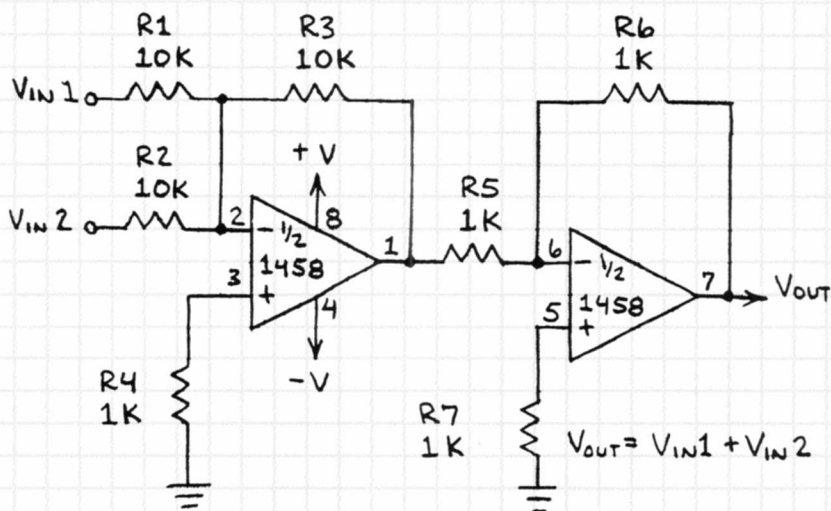 R1
10K
R3
10K
R6
1K
VIN 1
+V
R2
10K
R5
1K
VIN 2
2
- 1/2
8
1
1458
3
+
4
6
- 1/2
7
VOUT
1458
5
+
-V
R4
1K
R7
1K
VOUT = VIN1 + VIN2